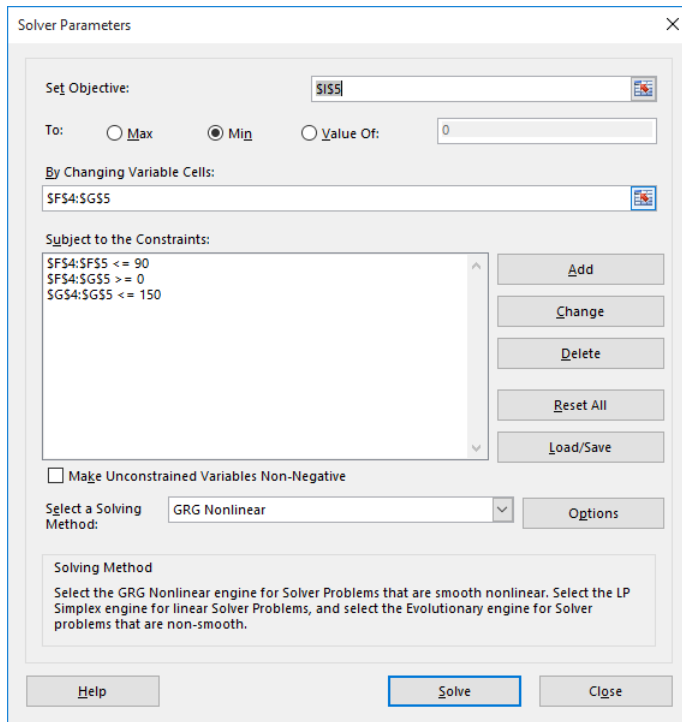 Solver Parameters
Set Objective:
$I$5
To:
Max
Min
Value Of:
0
By Changing Variable Cells:
$F$4:$G$5
Subject to the Constraints:
$F$4:$F$5 <= 90
$F$4:$G$5 >= 0
$G$4:$G$5 <= 150
Add
Change
Delete
Reset All
Load/Save
Make Unconstrained Variables Non-Negative
Select a Solving
Method:
GRG Nonlinear
Options
Solving Method
Select the GRG Nonlinear engine for Solver Problems that are smooth nonlinear. Select the LP
Simplex engine for linear Solver Problems, and select the Evolutionary engine for Solver
problems that are non-smooth.
Help
Solve
Close